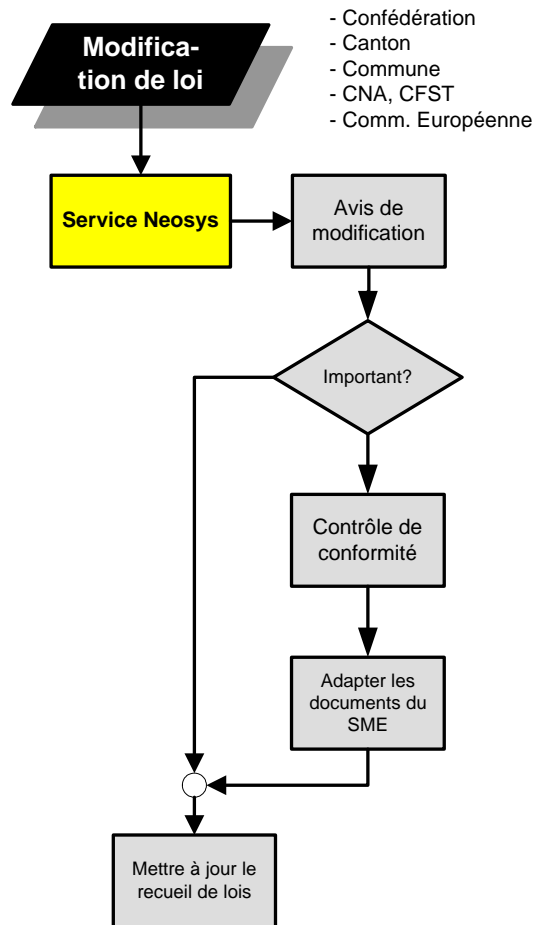 Modifica-
tion de loi
- Confédération
- Canton
- Commune
- CNA, CFST
- Comm. Européenne
Service Neosys
Avis de
modification
Important?
Contrôle de
conformité
Adapter les
documents du
SME
Mettre à jour le
recueil de lois